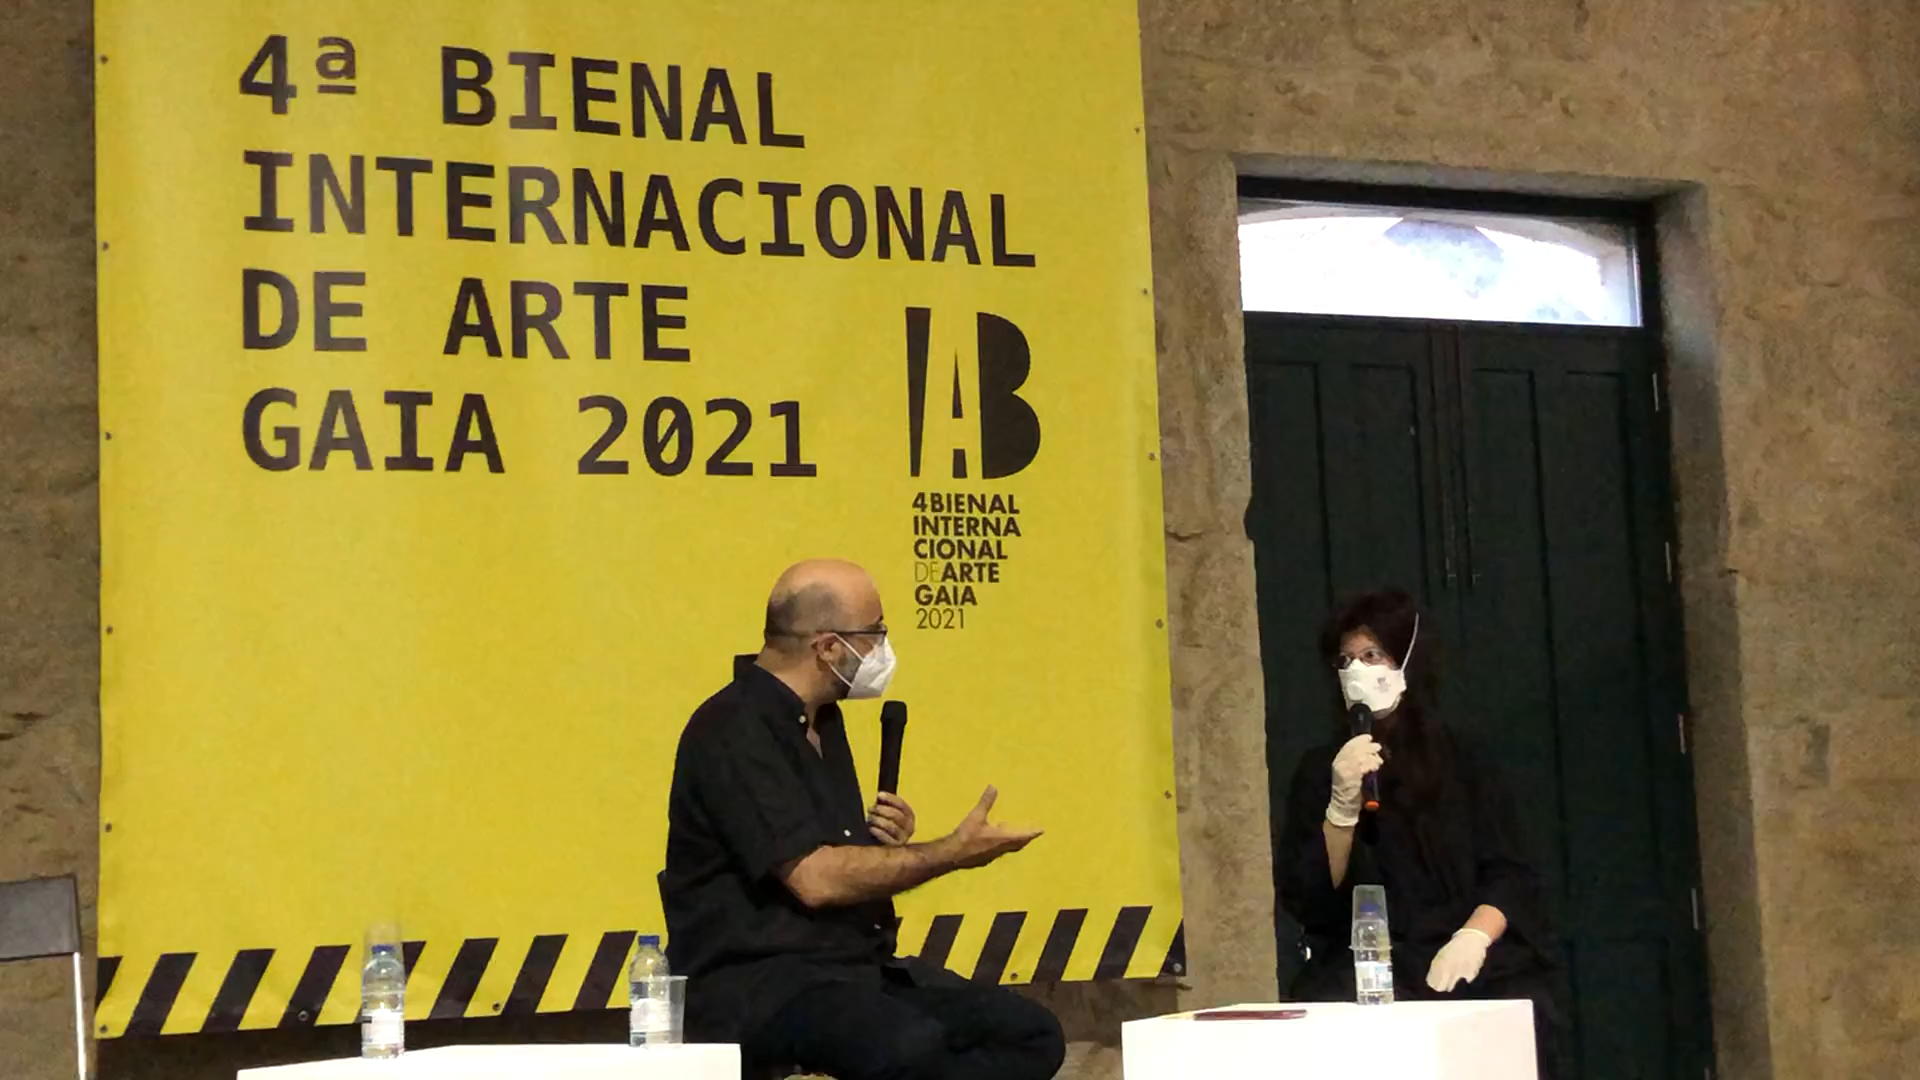 4ª BIENAL
INTERNACIONAL
DE ARTE
GAIA 2021
AB
4BIENAL
INTERNA
CIONAL
DEARTE
GAIA
2021